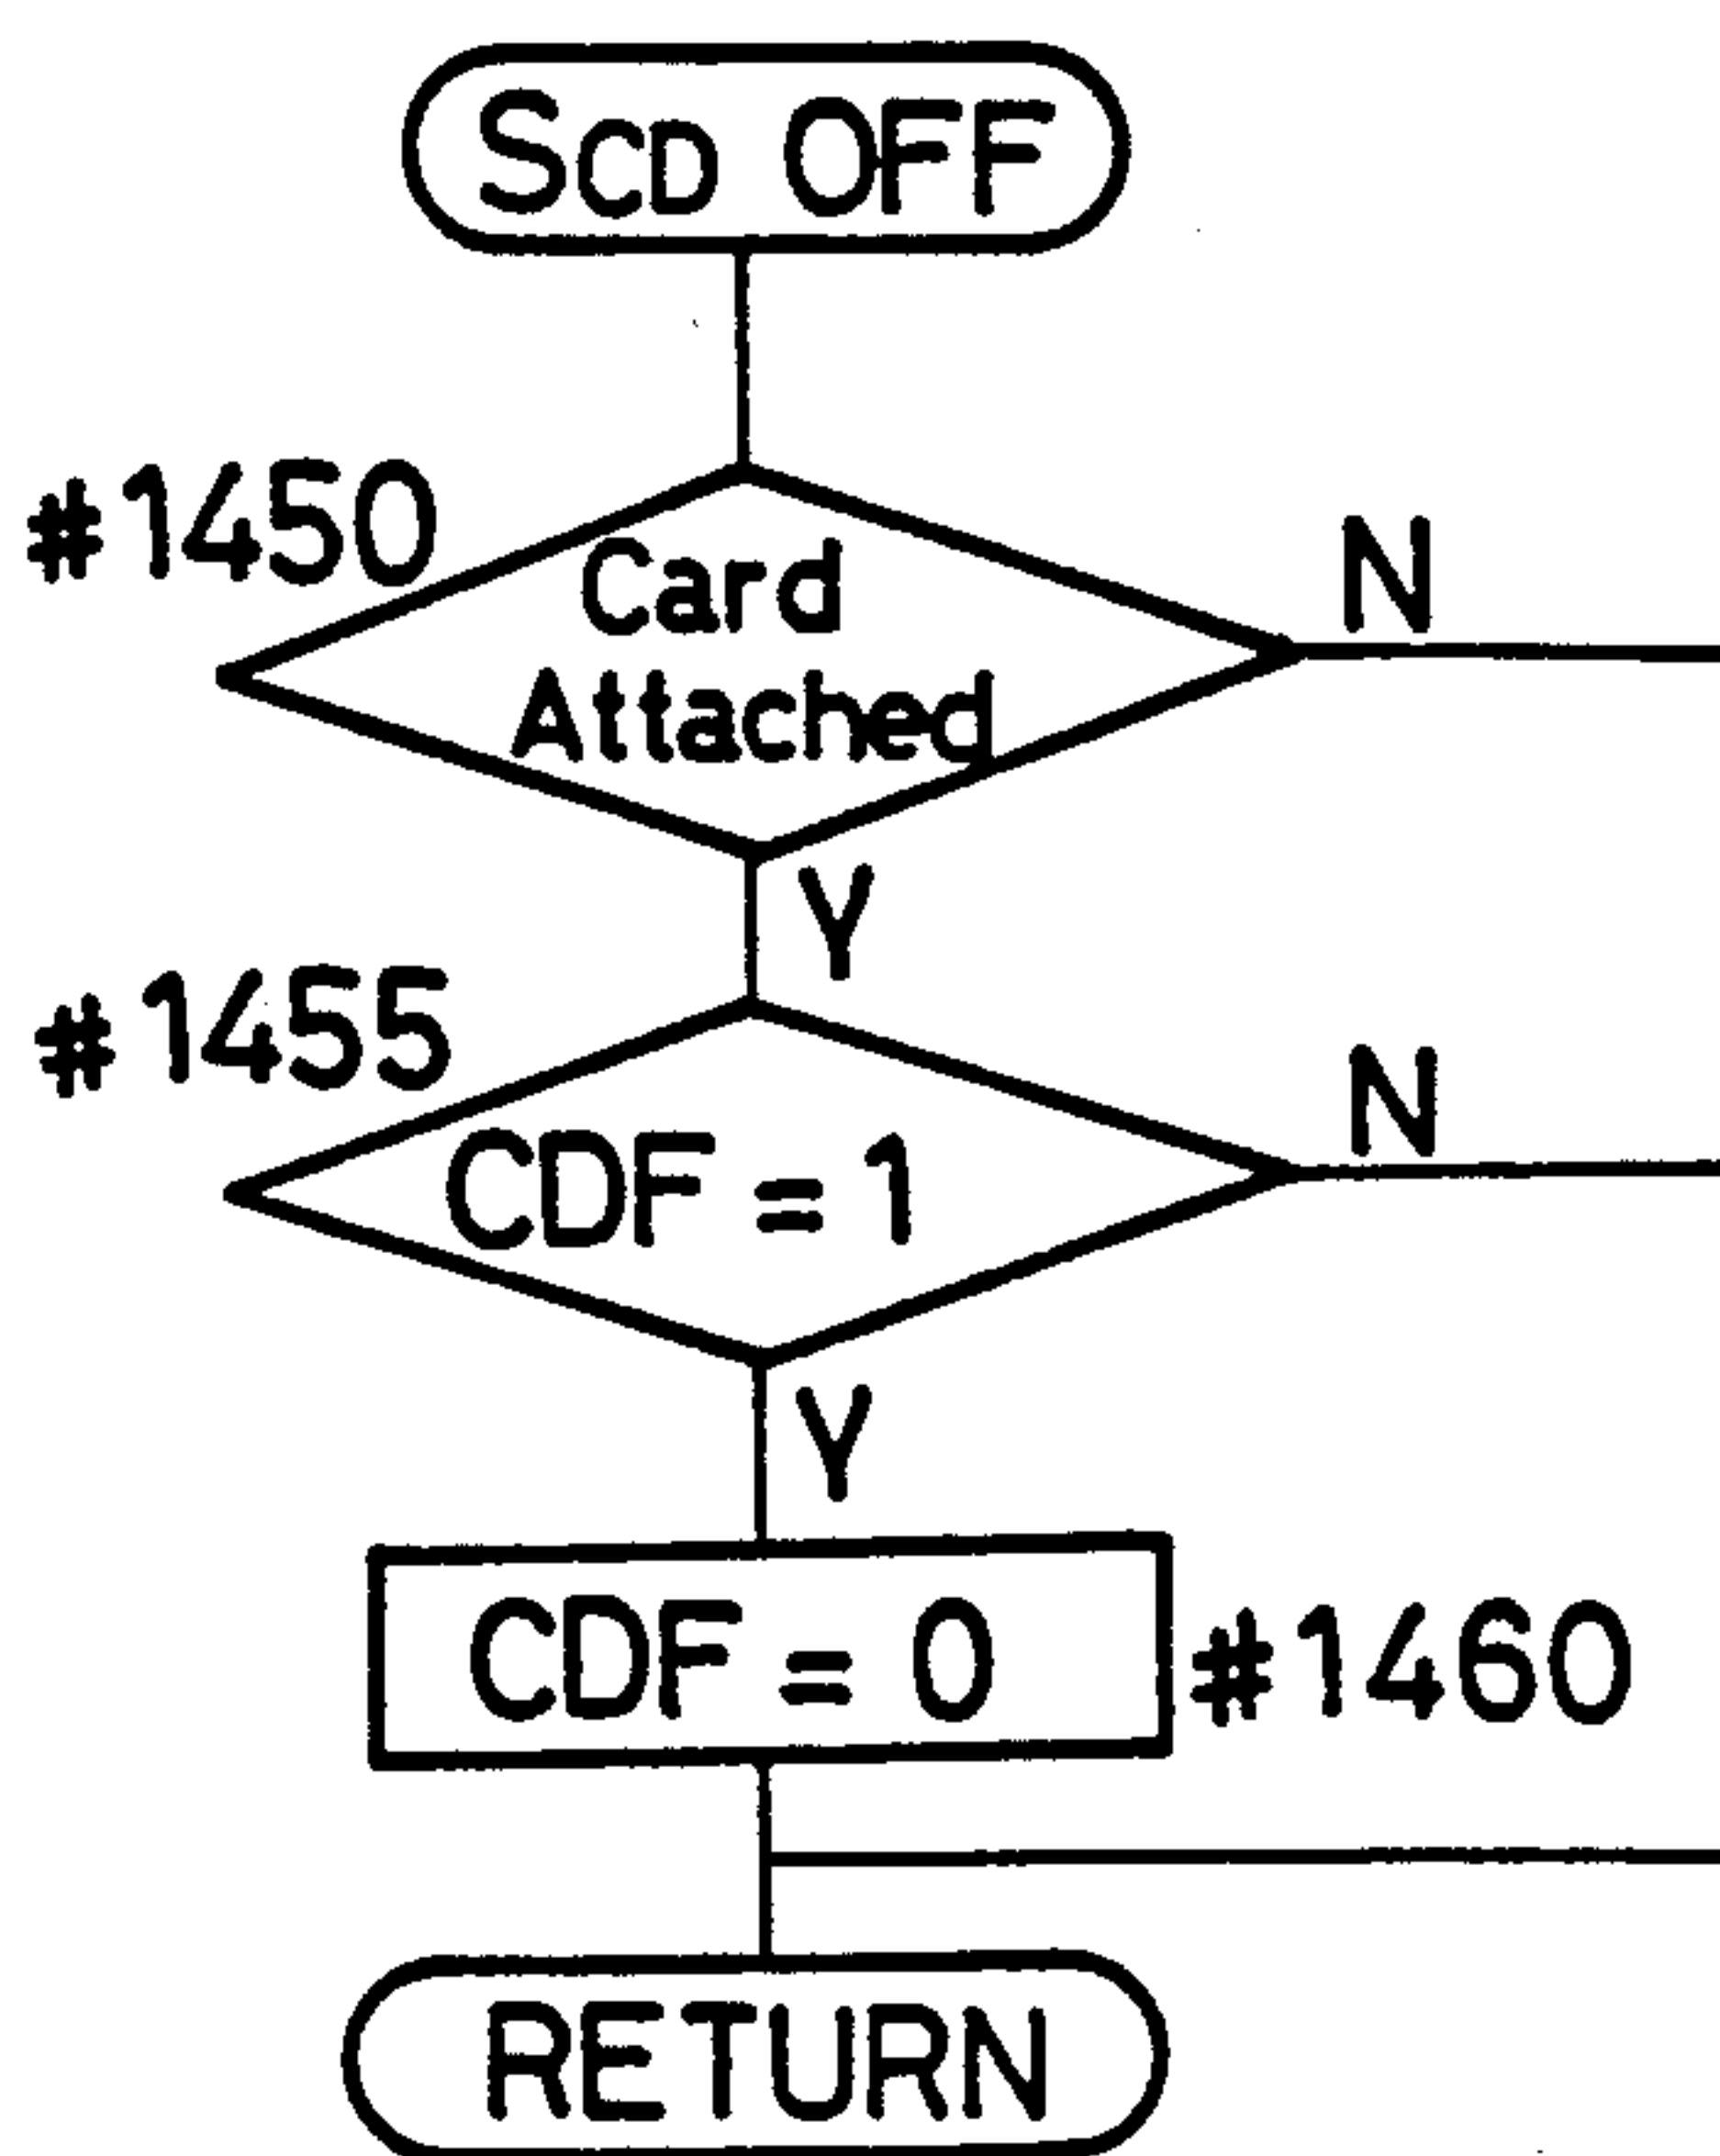 SCD OFF
#1450
Card
Attached
N
Y
#1455
CDF = 1
N
Y
CDF = 0
#1460
RETURN